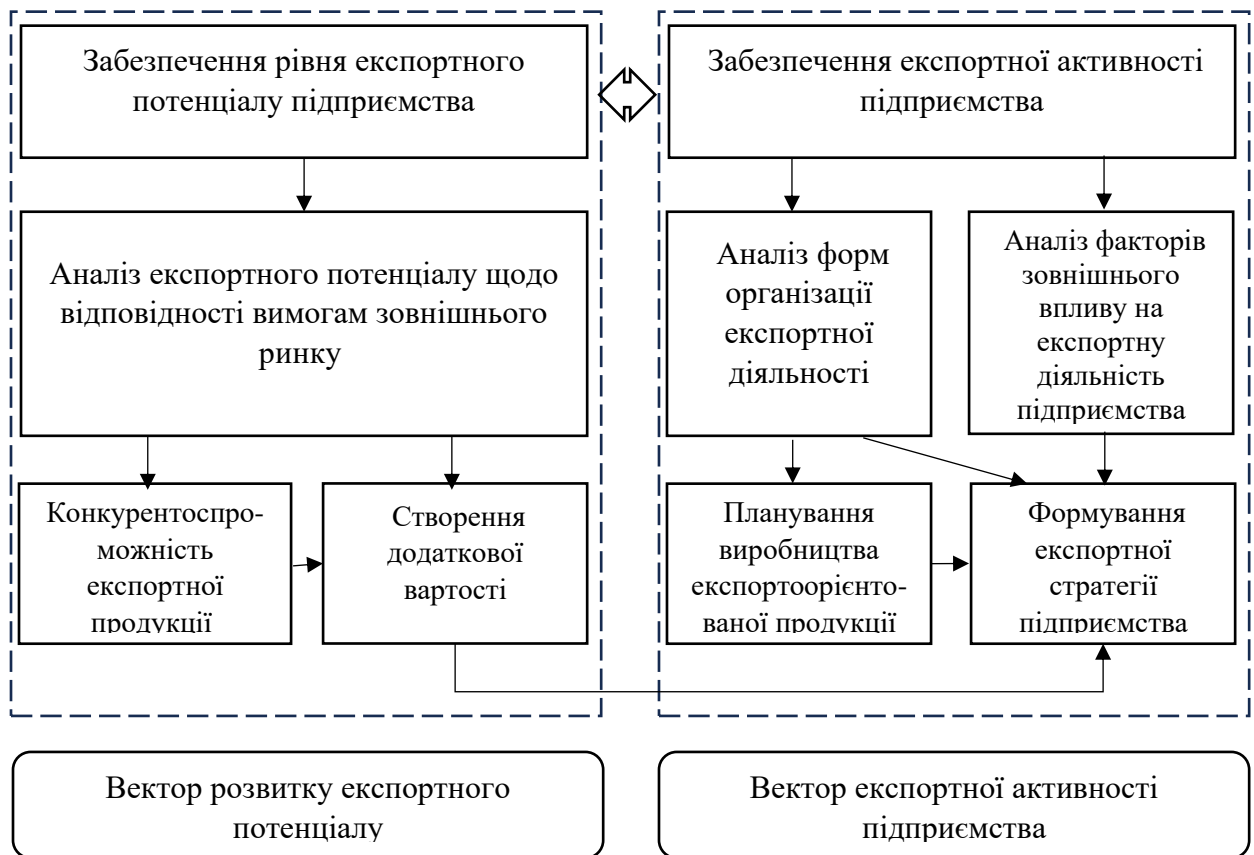 Забезпечення рівня експортного
потенціалу підприємства
Забезпечення експортної активності
підприємства
Аналіз експортного потенціалу щодо
відповідності вимогам зовнішнього
ринку
Аналіз форм
організації
експортної
діяльності
Аналіз факторів
зовнішнього
впливу на
експортну
діяльність
підприємства
Конкурентоспро-
можність
експортної
продукції
Створення
додаткової
вартості
Планування
виробництва
експортоорієнто-
ваної продукції
Формування
експортної
стратегії
підприємства
Вектор розвитку експортного
потенціалу
Вектор експортної активності
підприємства